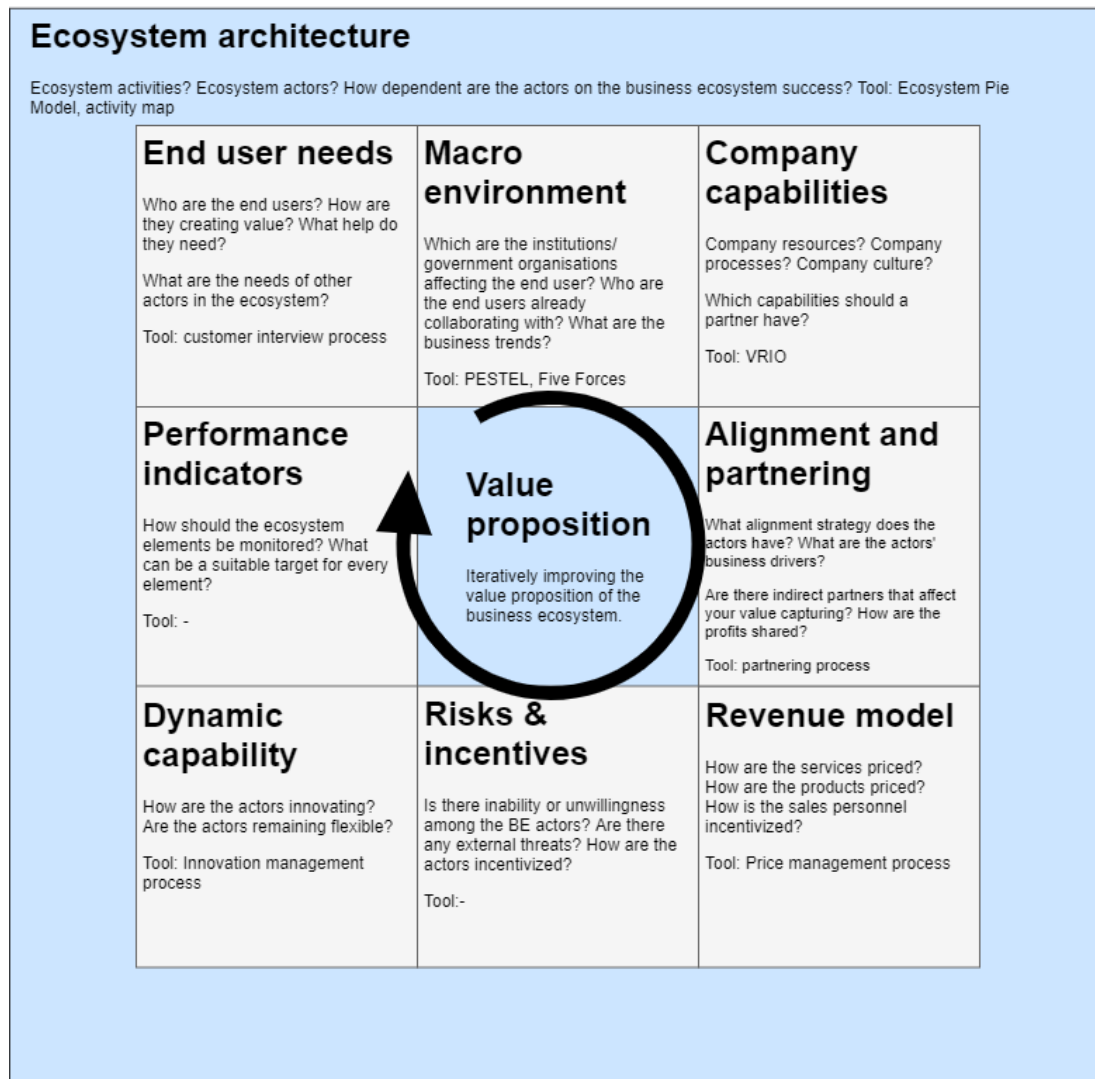 Ecosystem architecture
Ecosystem activities? Ecosystem actors? How dependent are the actors on the business ecosystem success? Tool: Ecosystem Pie
Model, activity map
End user needs
Who are the end users? How are
they creating value? What help do
they need?
What are the needs of other
actors in the ecosystem?
Tool: customer interview process
Macro
environment
Which are the institutions/
government organisations
affecting the end user? Who are
the end users already
collaborating with? What are the
business trends?
Tool: PESTEL, Five Forces
Company
capabilities
Company resources? Company
processes? Company culture?
Which capabilities should a
partner have?
Tool: VRIO
Performance
indicators
How should the ecosystem
elements be monitored? What
can be a suitable target for every
element?
Tool: -
Value
proposition
Iteratively improving the
value proposition of the
business ecosystem.
Alignment and
partnering
What alignment strategy does the
actors have? What are the actors'
business drivers?
Are there indirect partners that affect
your value capturing? How are the
profits shared?
Tool: partnering process
Dynamic
capability
How are the actors innovating?
Are the actors remaining flexible?
Tool: Innovation management
process
Risks &
incentives
Is there inability or unwillingness
among the BE actors? Are there
any external threats? How are the
actors incentivized?
Tool:-
Revenue model
How are the services priced?
How are the products priced?
How is the sales personnel
incentivized?
Tool: Price management process